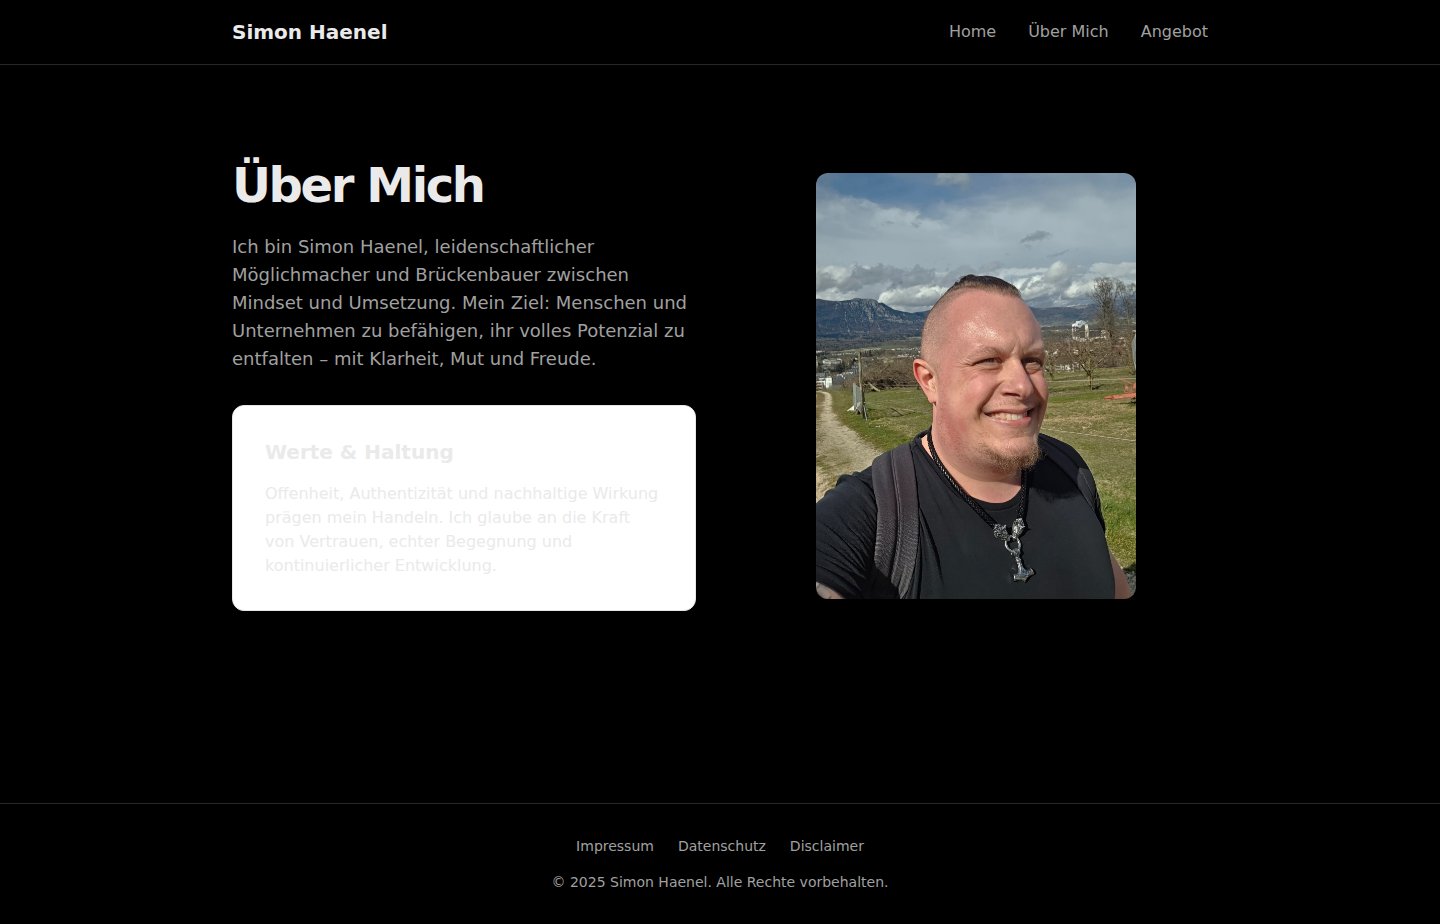 Simon Haenel
Home Über Mich Angebot
Über Mich
Ich bin Simon Haenel, leidenschaftlicher
Möglichmacher und Brückenbauer zwischen
Mindset und Umsetzung. Mein Ziel: Menschen und
Unternehmen zu befähigen, ihr volles Potenzial zu
entfalten – mit Klarheit, Mut und Freude.
Werte & Haltung
Offenheit, Authentizität und nachhaltige Wirkung
prägen mein Handeln. Ich glaube an die Kraft
von Vertrauen, echter Begegnung und
kontinuierlicher Entwicklung.
Impressum Datenschutz Disclaimer
© 2025 Simon Haenel. Alle Rechte vorbehalten.